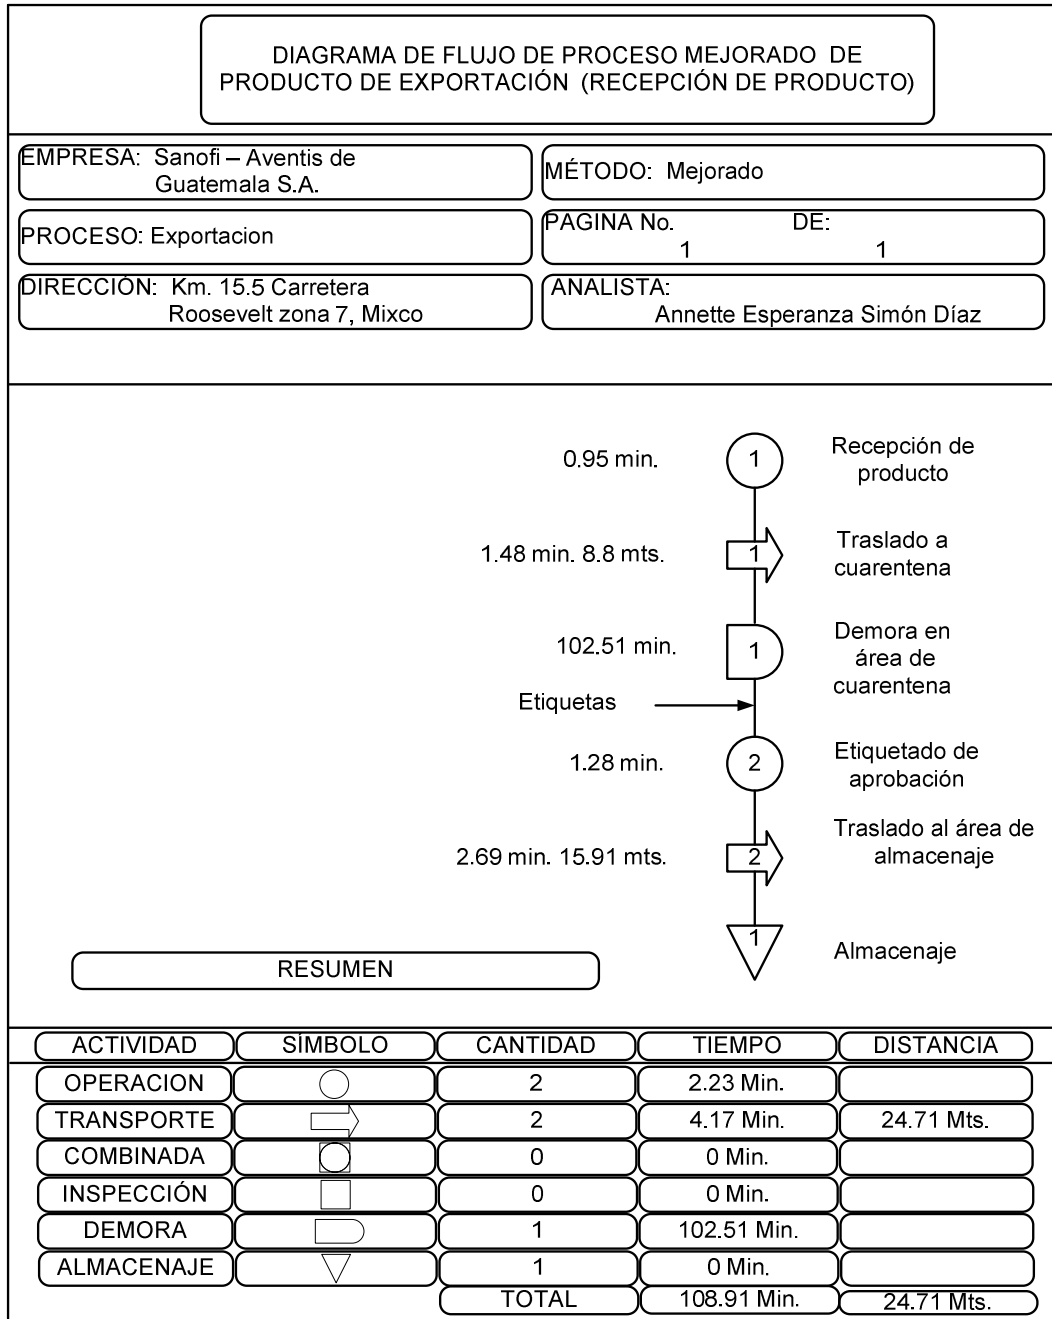 DIAGRAMA DE FLUJO DE PROCESO MEJORADO DE
PRODUCTO DE EXPORTACIÓN (RECEPCIÓN DE PRODUCTO)
EMPRESA: Sanofi – Aventis de
Guatemala S.A.
MÉTODO: Mejorado
PROCESO: Exportacion
PAGINA No. DE:
1 1
DIRECCIÓN: Km. 15.5 Carretera
Roosevelt zona 7, Mixco
ANALISTA:
Annette Esperanza Simón Díaz
0.95 min.
1
Recepción de
producto
1.48 min. 8.8 mts.
1
Traslado a
cuarentena
102.51 min.
1
Demora en
área de
cuarentena
Etiquetas
1.28 min.
2
Etiquetado de
aprobación
2.69 min. 15.91 mts.
2
Traslado al área de
almacenaje
1
Almacenaje
RESUMEN
ACTIVIDAD SÍMBOLO CANTIDAD TIEMPO DISTANCIA
OPERACION 2 2.23 Min.
TRANSPORTE 2 4.17 Min. 24.71 Mts.
COMBINADA 0 0 Min.
INSPECCIÓN 0 0 Min.
DEMORA 1 102.51 Min.
ALMACENAJE 1 0 Min.
TOTAL 108.91 Min. 24.71 Mts.